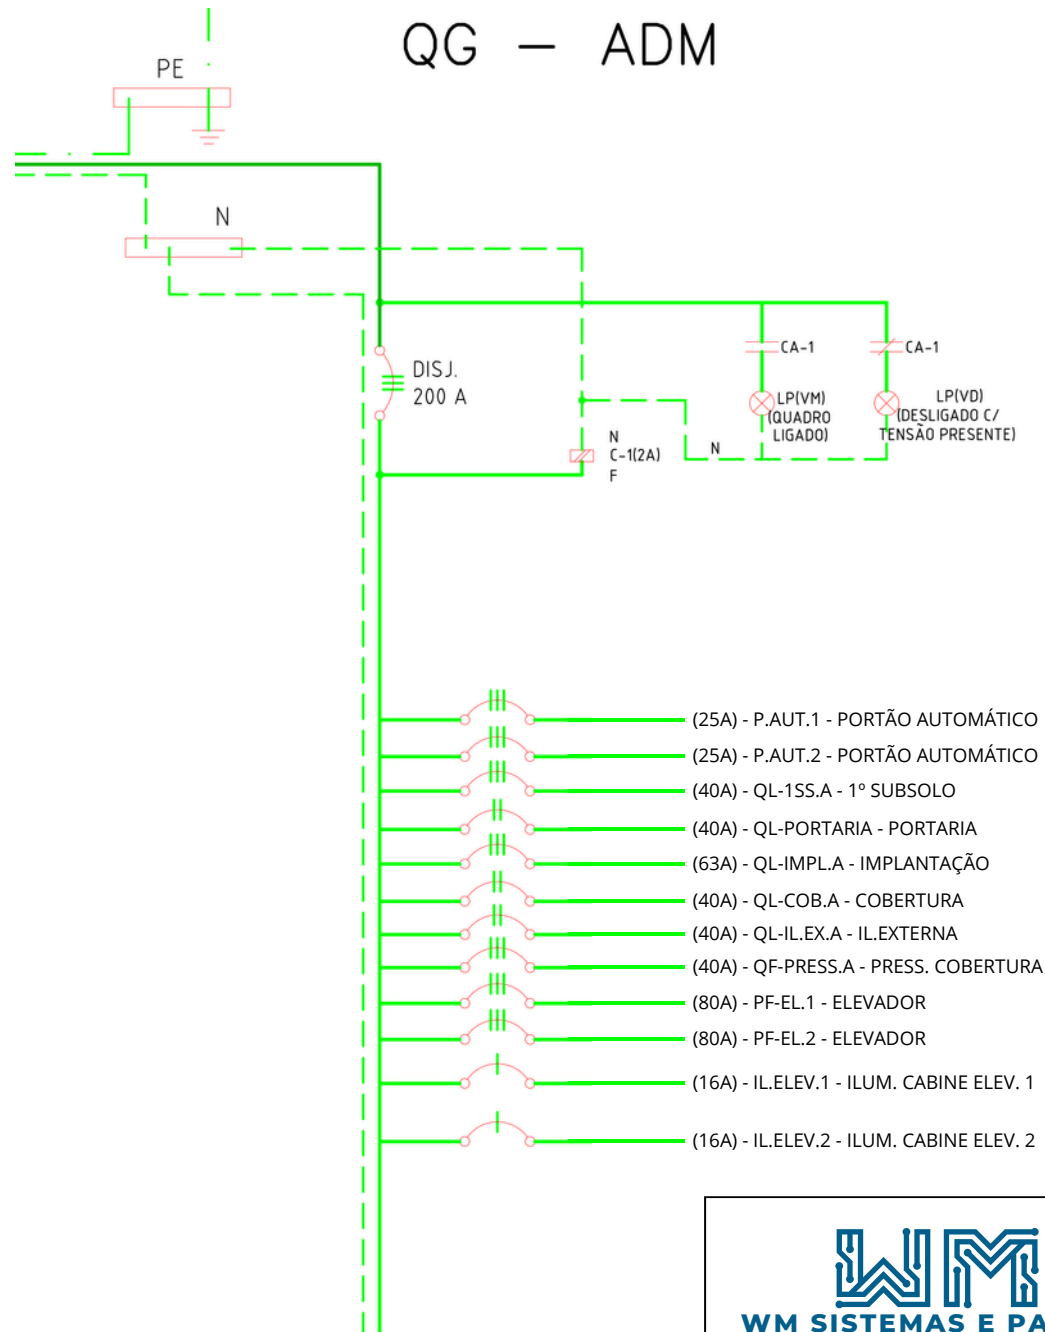 QG - ADM
PE
N
DISJ.
200 A
CA-1
CA-1
LP(VM)
(QUADRO
LIGADO)
LP(VD)
(DESLIGADO C/
TENSÃO PRESENTE)
N
C-1(2A)
F
N
(25A) - P.AUT.1 - PORTÃO AUTOMÁTICO
(25A) - P.AUT.2 - PORTÃO AUTOMÁTICO
(40A) - QL-1SS.A - 1º SUBSOLO
(40A) - QL-PORTARIA - PORTARIA
(63A) - QL-IMPL.A - IMPLANTAÇÃO
(40A) - QL-COB.A - COBERTURA
(40A) - QL-IL.EX.A - IL.EXTERNA
(40A) - QF-PRESS.A - PRESS. COBERTURA
(80A) - PF-EL.1 - ELEVADOR
(80A) - PF-EL.2 - ELEVADOR
(16A) - IL.ELEV.1 - ILUM. CABINE ELEV. 1
(16A) - IL.ELEV.2 - ILUM. CABINE ELEV. 2
WM
WM SISTEMAS E PA